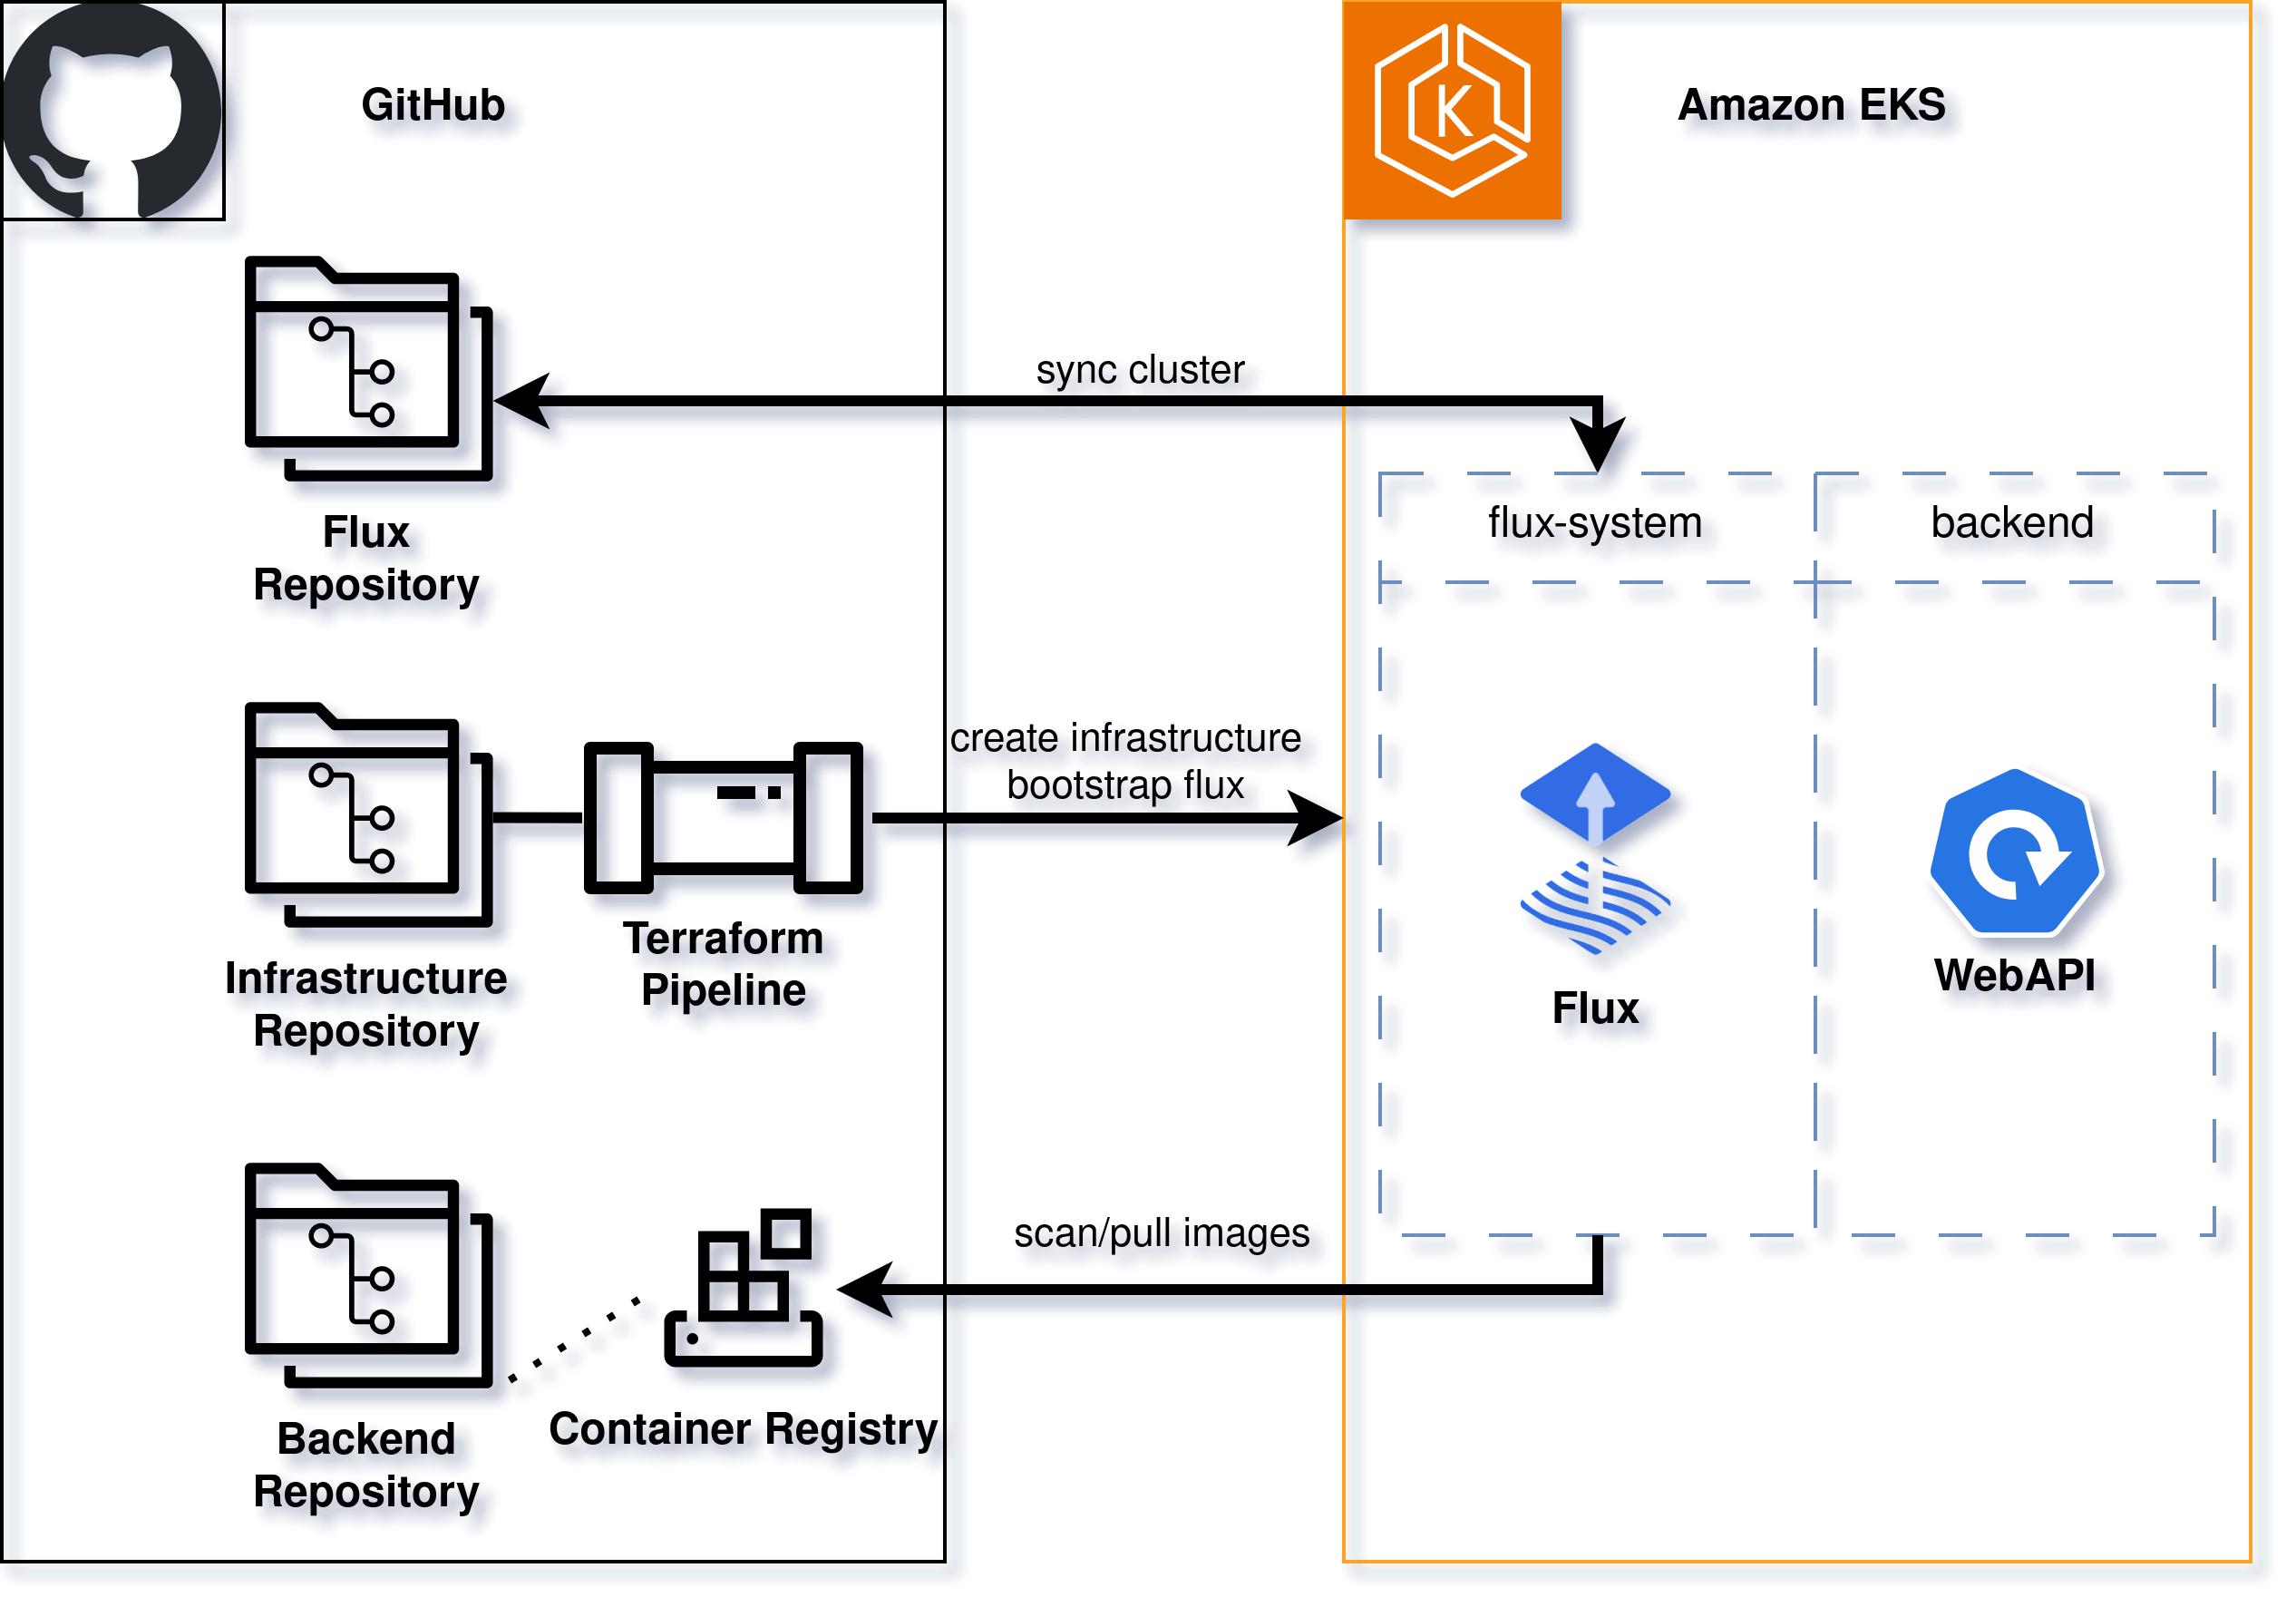 GitHub
Amazon EKS
sync cluster
Flux
Repository
flux-system
backend
create infrastructure
bootstrap flux
Terraform
Pipeline
Infrastructure
Repository
Flux
WebAPI
scan/pull images
Container Registry
Backend
Repository
K